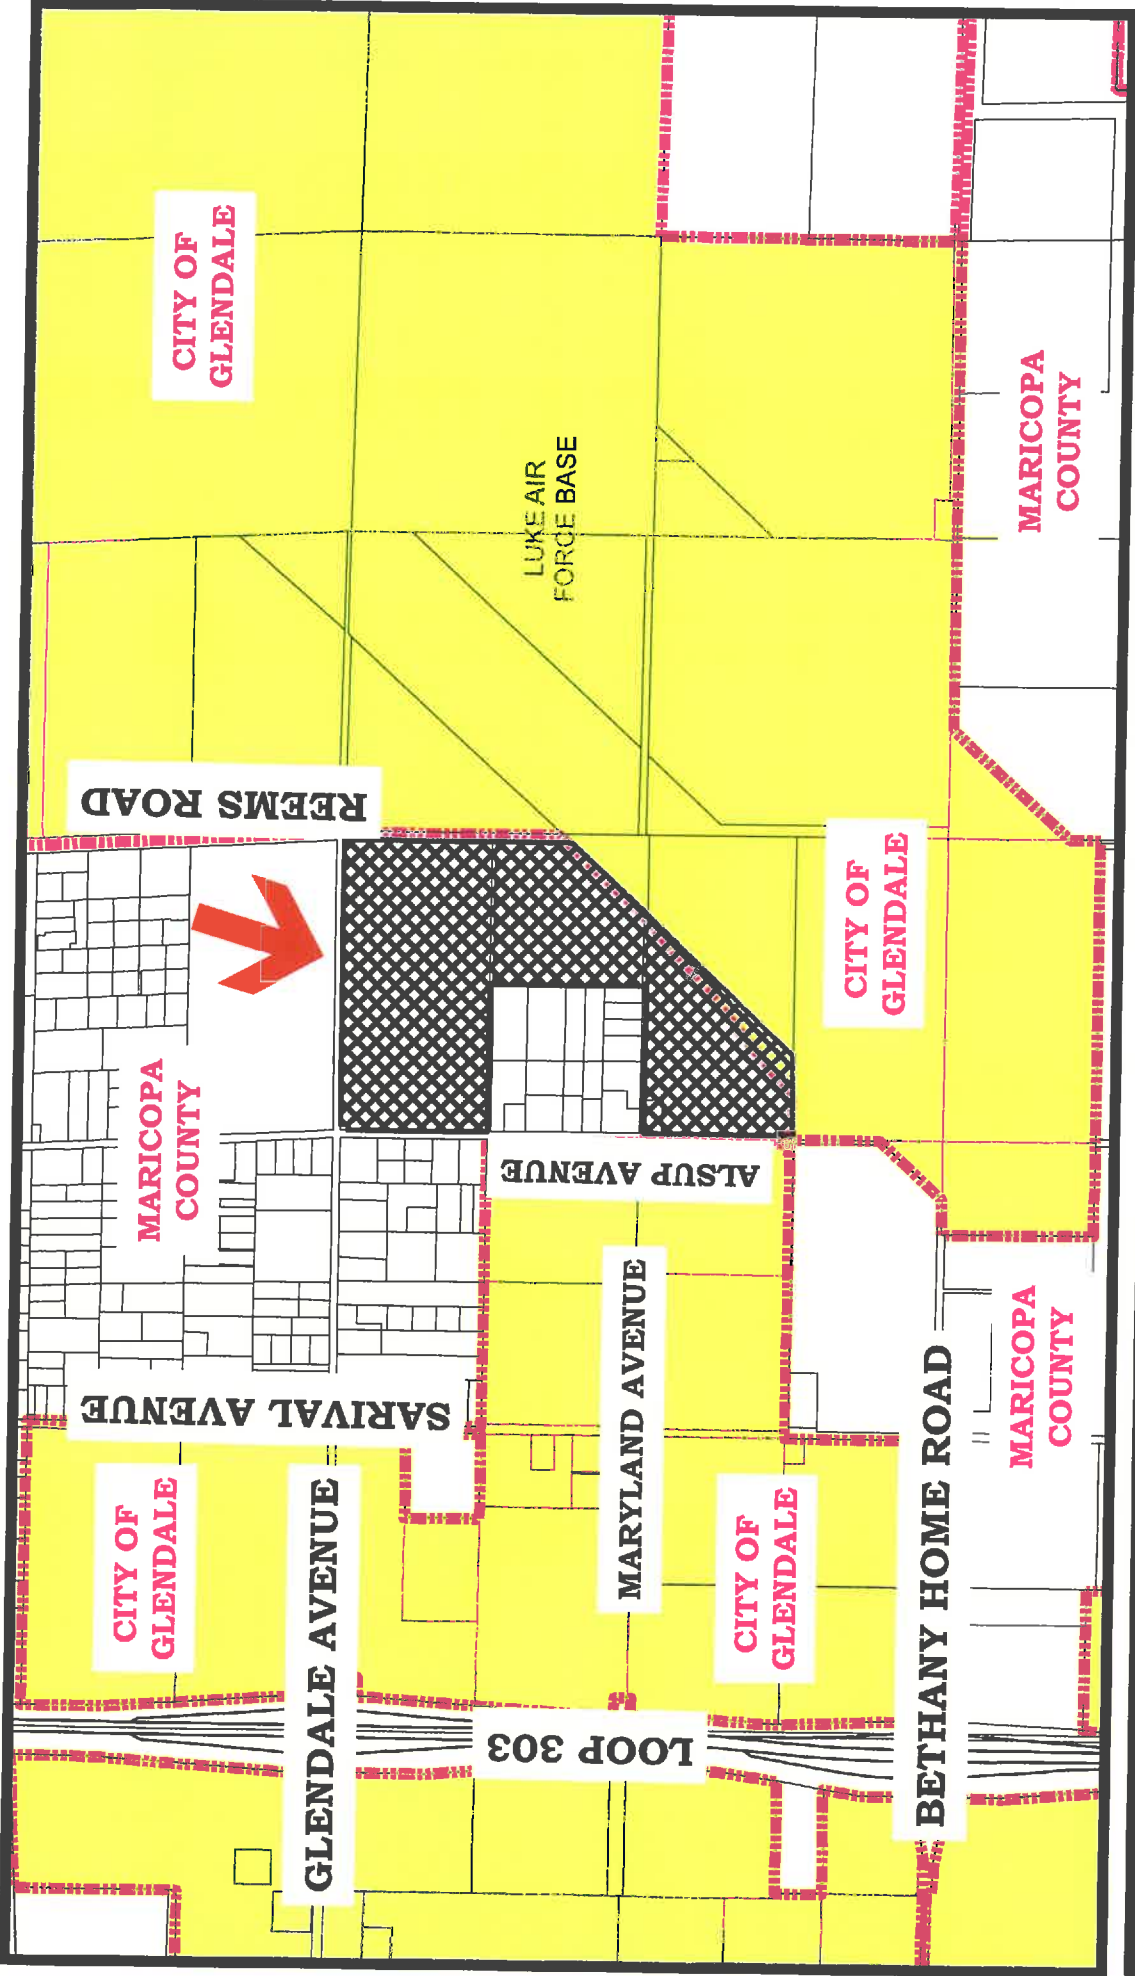 CITY OF
GLENDALE
GLENDALE AVENUE
CITY OF
GLENDALE
SARIVAL AVENUE
MARICOPA
COUNTY
REEMS ROAD
LOOP 303
MARYLAND AVENUE
ALSUP AVENUE
LUKE AIR
FORCE BASE
CITY OF
GLENDALE
CITY OF
GLENDALE
BETHANY HOME ROAD
MARICOPA
COUNTY
MARICOPA
COUNTY